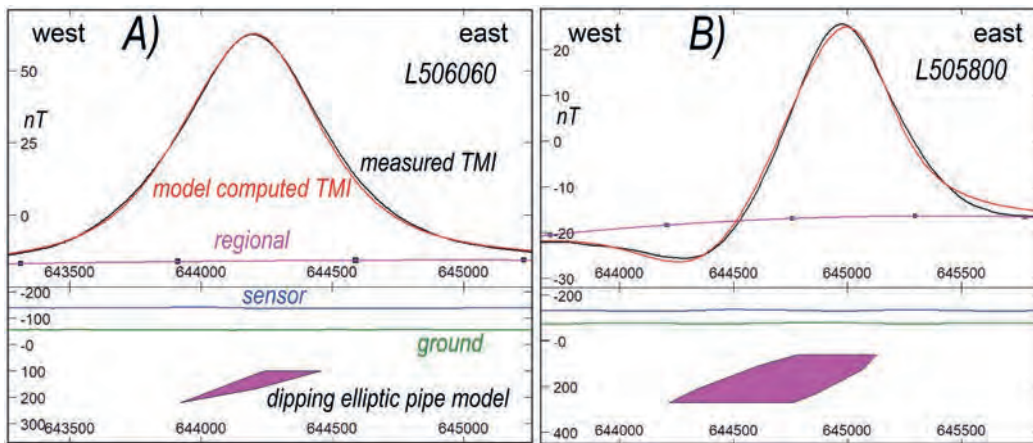 west A) east
L506060
50
nT
25
measured TMI
model computed TMI
0
regional
643500 644000 644500 645000
-200 sensor
-100
-0 ground
100
200 dipping elliptic pipe model
300 643500 644000 644500 645000
west B) east
20
L505800
10
nT
0
-10
-20
-30 644000 644500 645000 645500
-200
-0
200
400 644000 644500 645000 645500